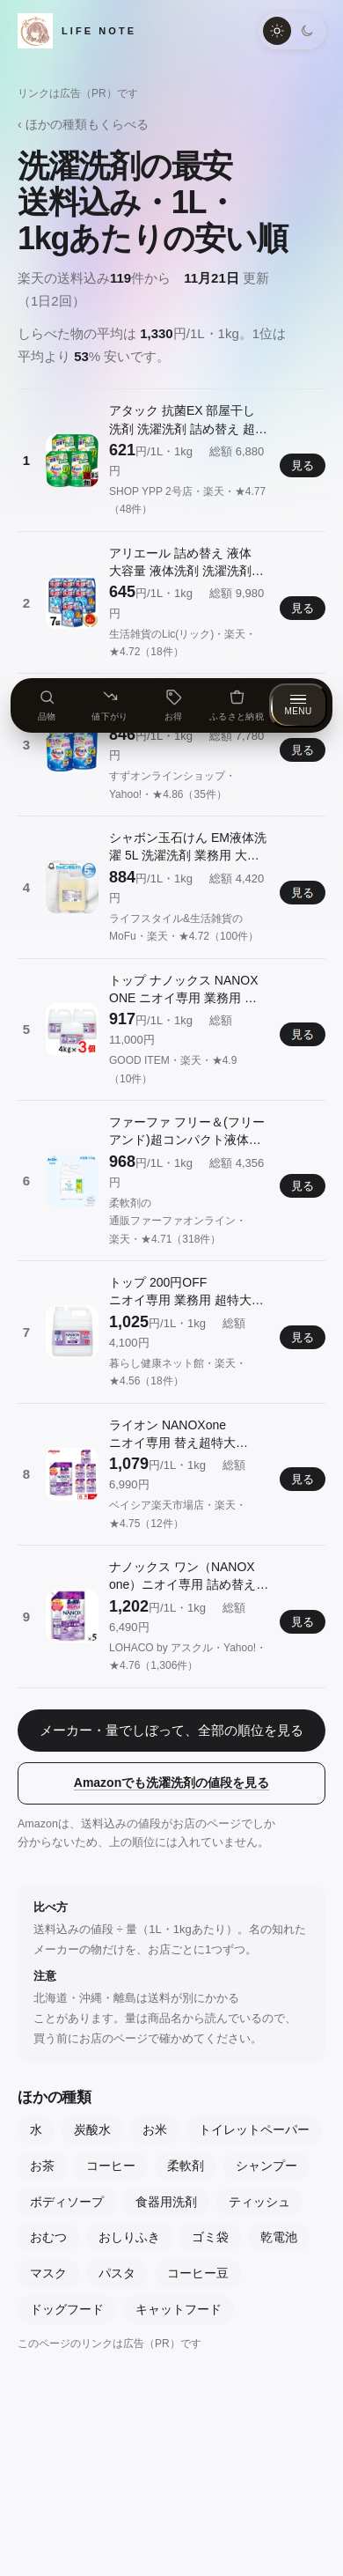 LIFE NOTE
リンクは広告（PR）です
‹ ほかの種類もくらべる
洗濯洗剤の最安
送料込み・1L・
1kgあたりの安い順
楽天の送料込み119件から　11月21日 更新
（1日2回）
しらべた物の平均は 1,330円/1L・1kg。1位は
平均より 53% 安いです。
1
アタック 抗菌EX 部屋干し
洗剤 洗濯洗剤 詰め替え 超…
621円/1L・1kg　総額 6,880
円
SHOP YPP 2号店・楽天・★4.77
（48件）
見る
2
アリエール 詰め替え 液体
大容量 液体洗剤 洗濯洗剤…
645円/1L・1kg　総額 9,980
円
生活雑貨のLic(リック)・楽天・
★4.72（18件）
見る
品物
値下がり
お得
ふるさと納税
MENU
3
846円/1L・1kg　総額 7,780
円
すずオンラインショップ・
Yahoo!・★4.86（35件）
見る
4
シャボン玉石けん EM液体洗
濯 5L 洗濯洗剤 業務用 大…
884円/1L・1kg　総額 4,420
円
ライフスタイル&生活雑貨の
MoFu・楽天・★4.72（100件）
見る
5
4kg×3個
トップ ナノックス NANOX
ONE ニオイ専用 業務用 …
917円/1L・1kg　総額
11,000円
GOOD ITEM・楽天・★4.9
（10件）
見る
6
ファーファ フリー＆(フリー
アンド)超コンパクト液体…
968円/1L・1kg　総額 4,356
円
柔軟剤の
通販ファーファオンライン・
楽天・★4.71（318件）
見る
7
トップ 200円OFF
ニオイ専用 業務用 超特大…
1,025円/1L・1kg　総額
4,100円
暮らし健康ネット館・楽天・
★4.56（18件）
見る
8
ライオン NANOXone
ニオイ専用 替え超特大…
1,079円/1L・1kg　総額
6,990円
ベイシア楽天市場店・楽天・
★4.75（12件）
見る
9
x5
ナノックス ワン（NANOX
one）ニオイ専用 詰め替え…
1,202円/1L・1kg　総額
6,490円
LOHACO by アスクル・Yahoo!・
★4.76（1,306件）
見る
メーカー・量でしぼって、全部の順位を見る
Amazonでも洗濯洗剤の値段を見る
Amazonは、送料込みの値段がお店のページでしか
分からないため、上の順位には入れていません。
比べ方
送料込みの値段 ÷ 量（1L・1kgあたり）。名の知れた
メーカーの物だけを、お店ごとに1つずつ。
注意
北海道・沖縄・離島は送料が別にかかる
ことがあります。量は商品名から読んでいるので、
買う前にお店のページで確かめてください。
ほかの種類
水　炭酸水　お米　トイレットペーパー
お茶　コーヒー　柔軟剤　シャンプー
ボディソープ　食器用洗剤　ティッシュ
おむつ　おしりふき　ゴミ袋　乾電池
マスク　パスタ　コーヒー豆
ドッグフード　キャットフード
このページのリンクは広告（PR）です